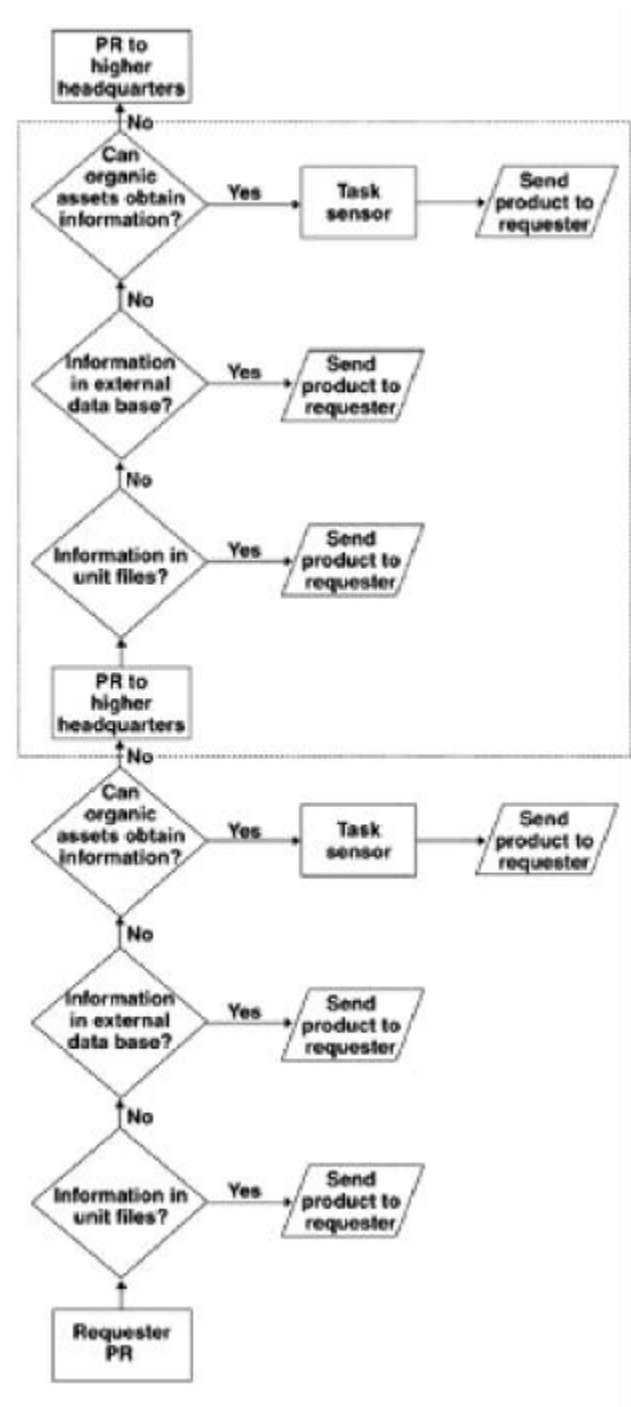 PR to
higher
headquarters
No
Can
organic
assets obtain
information?
Yes
Task
sensor
Send
product to
requester
No
Information
in external
data base?
Yes
Send
product to
requester
No
Information in
unit files?
Yes
Send
product to
requester
PR to
higher
headquarters
No
Can
organic
assets obtain
information?
Yes
Task
sensor
Send
product to
requester
No
Information
in external
data base?
Yes
Send
product to
requester
No
Information in
unit files?
Yes
Send
product to
requester
Requester
PR